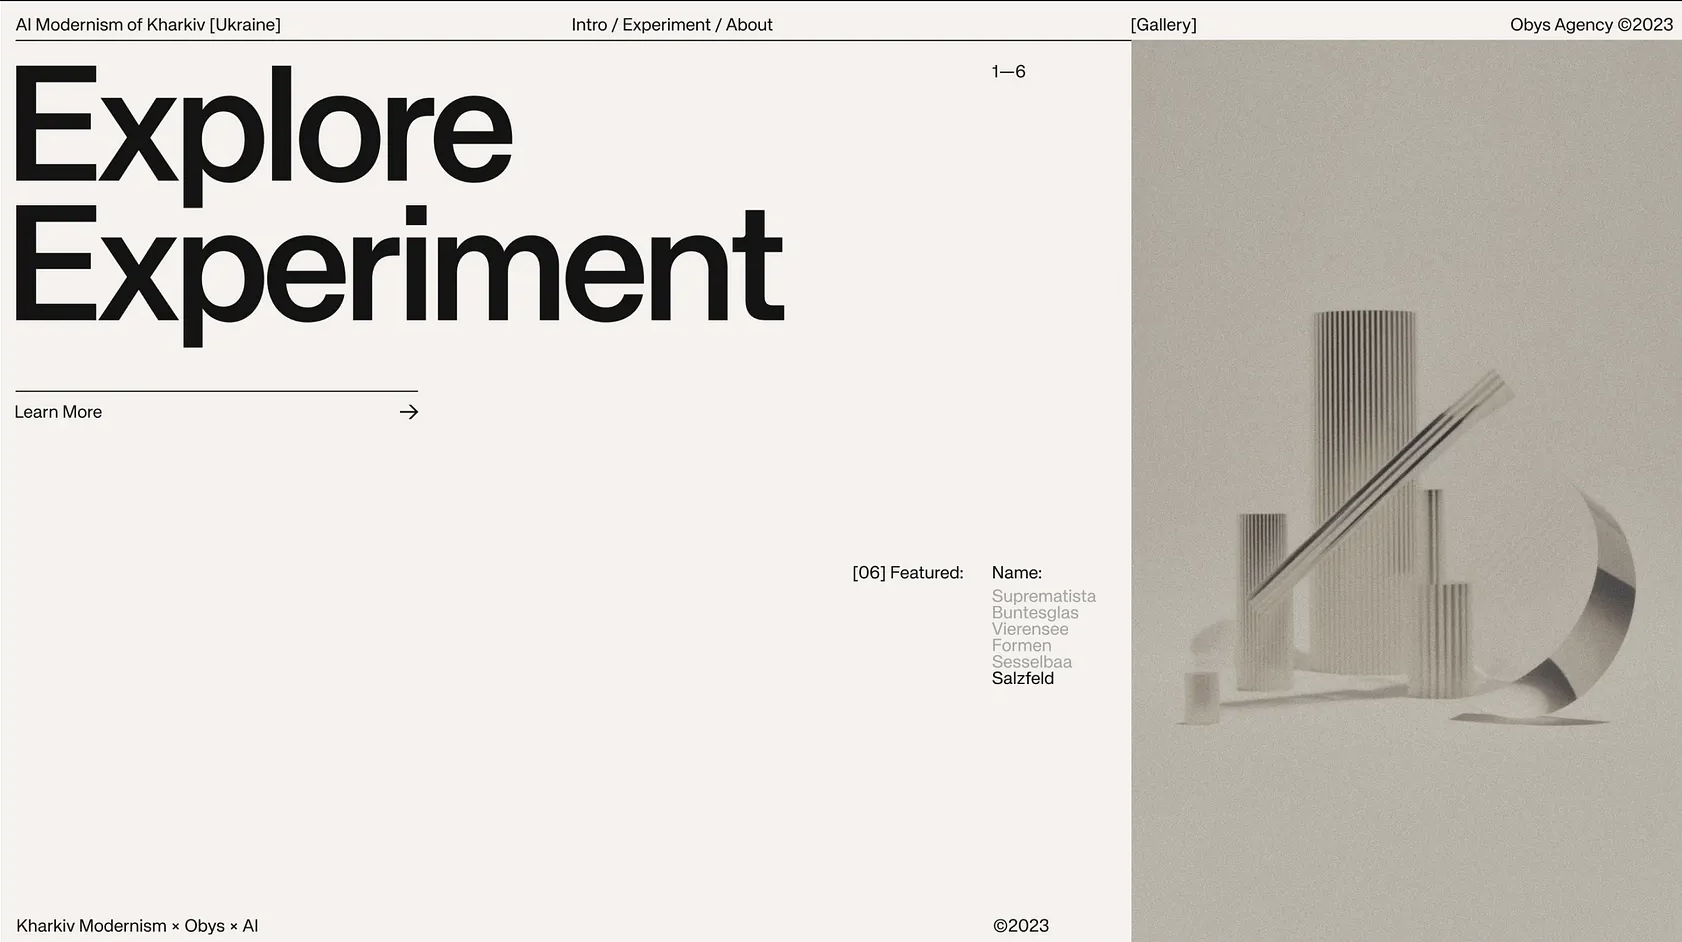 AI Modernism of Kharkiv [Ukraine]
Intro / Experiment / About
[Gallery]
Obys Agency ©2023
Explore
Experiment
1—6
Learn More →
[06] Featured:
Name:
Suprematista
Buntesglas
Vierensee
Formen
Sesselbaa
Salzfeld
Kharkiv Modernism × Obys × AI
©2023